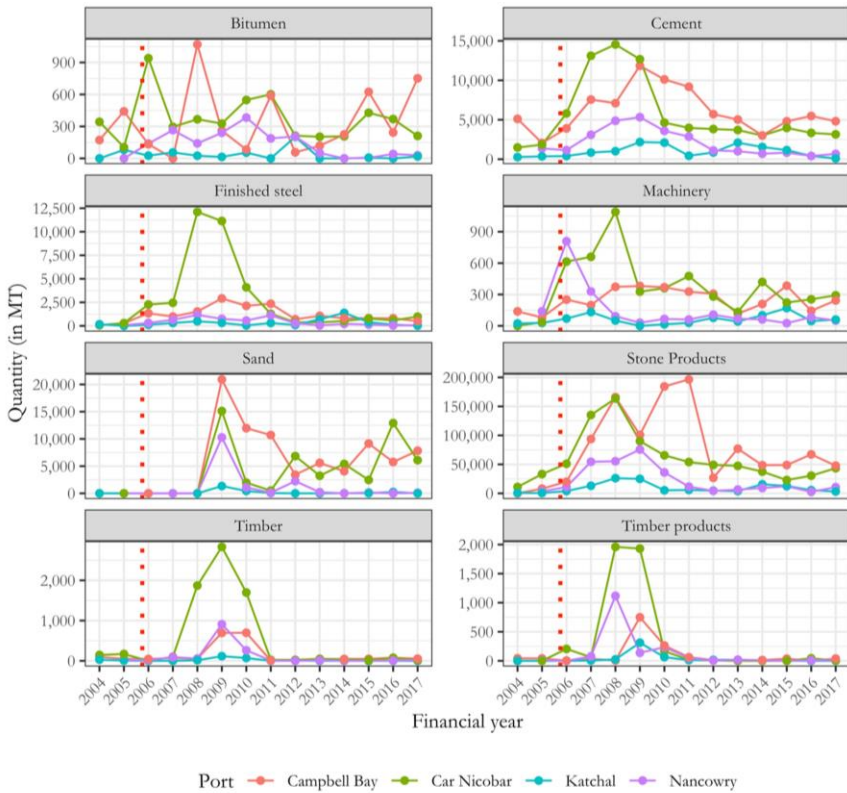 Bitumen
Cement
900
600
300
0
15,000
10,000
5,000
0
Finished steel
Machinery
12,500
10,000
7,500
5,000
2,500
0
900
600
300
0
Sand
Stone Products
20,000
15,000
10,000
5,000
0
200,000
150,000
100,000
50,000
0
Timber
Timber products
2,000
1,000
0
2,000
1,500
1,000
500
0
2004 2005 2006 2007 2008 2009 2010 2011 2012 2013 2014 2015 2016 2017
2004 2005 2006 2007 2008 2009 2010 2011 2012 2013 2014 2015 2016 2017
Quantity (in MT)
Financial year
Port Campbell Bay Car Nicobar Katchal Nancowry